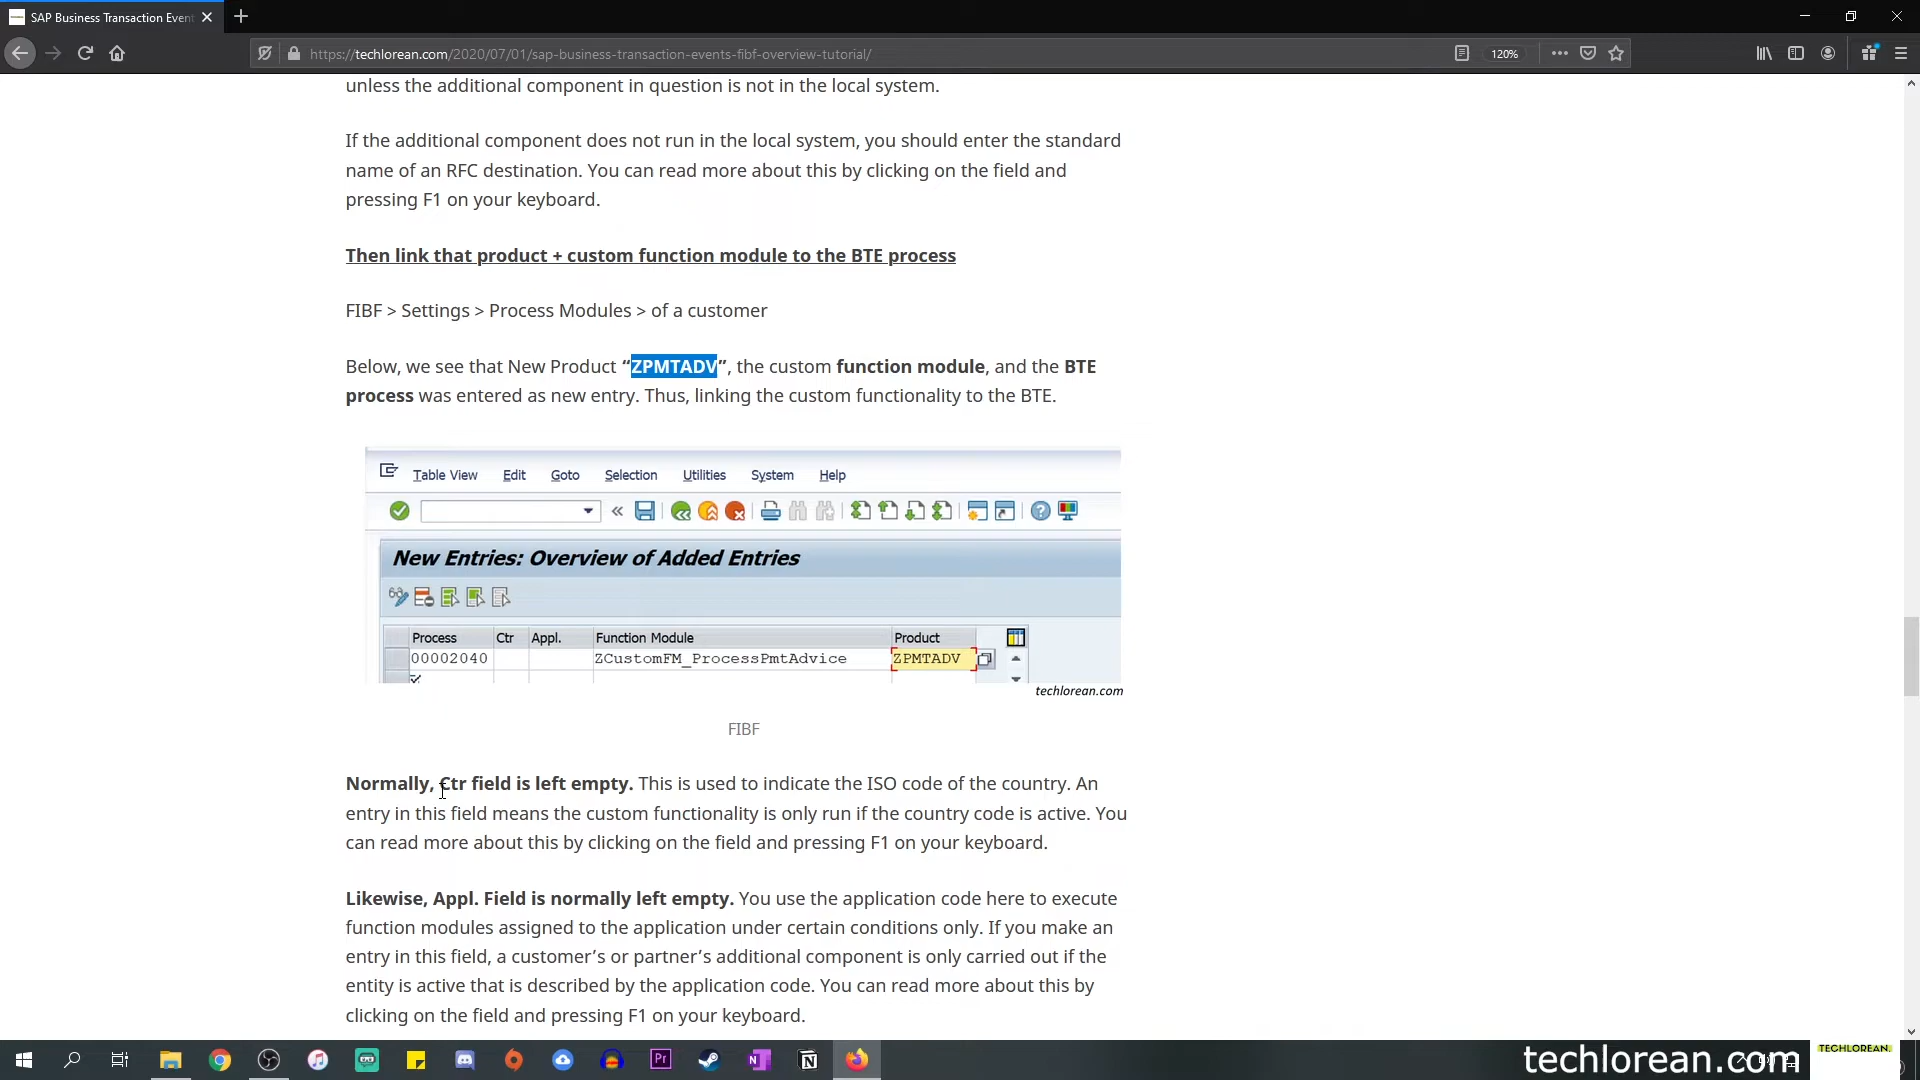 SAP Business Transaction Event
https://techlorean.com/2020/07/01/sap-business-transaction-events-fibf-overview-tutorial/
120%
unless the additional component in question is not in the local system.
If the additional component does not run in the local system, you should enter the standard
name of an RFC destination. You can read more about this by clicking on the field and
pressing F1 on your keyboard.
Then link that product + custom function module to the BTE process
FIBF > Settings > Process Modules > of a customer
Below, we see that New Product “ZPMTADV”, the custom function module, and the BTE
process was entered as new entry. Thus, linking the custom functionality to the BTE.
Table View Edit Goto Selection Utilities System Help
New Entries: Overview of Added Entries
Process Ctr Appl. Function Module Product
00002040 ZCustomFM_ProcessPmtAdvice ZPMTADV
techlorean.com
FIBF
Normally, Ctr field is left empty. This is used to indicate the ISO code of the country. An
entry in this field means the custom functionality is only run if the country code is active. You
can read more about this by clicking on the field and pressing F1 on your keyboard.
Likewise, Appl. Field is normally left empty. You use the application code here to execute
function modules assigned to the application under certain conditions only. If you make an
entry in this field, a customer’s or partner’s additional component is only carried out if the
entity is active that is described by the application code. You can read more about this by
clicking on the field and pressing F1 on your keyboard.
Pr
N
N
techlorean.com
TECHLOREAN.